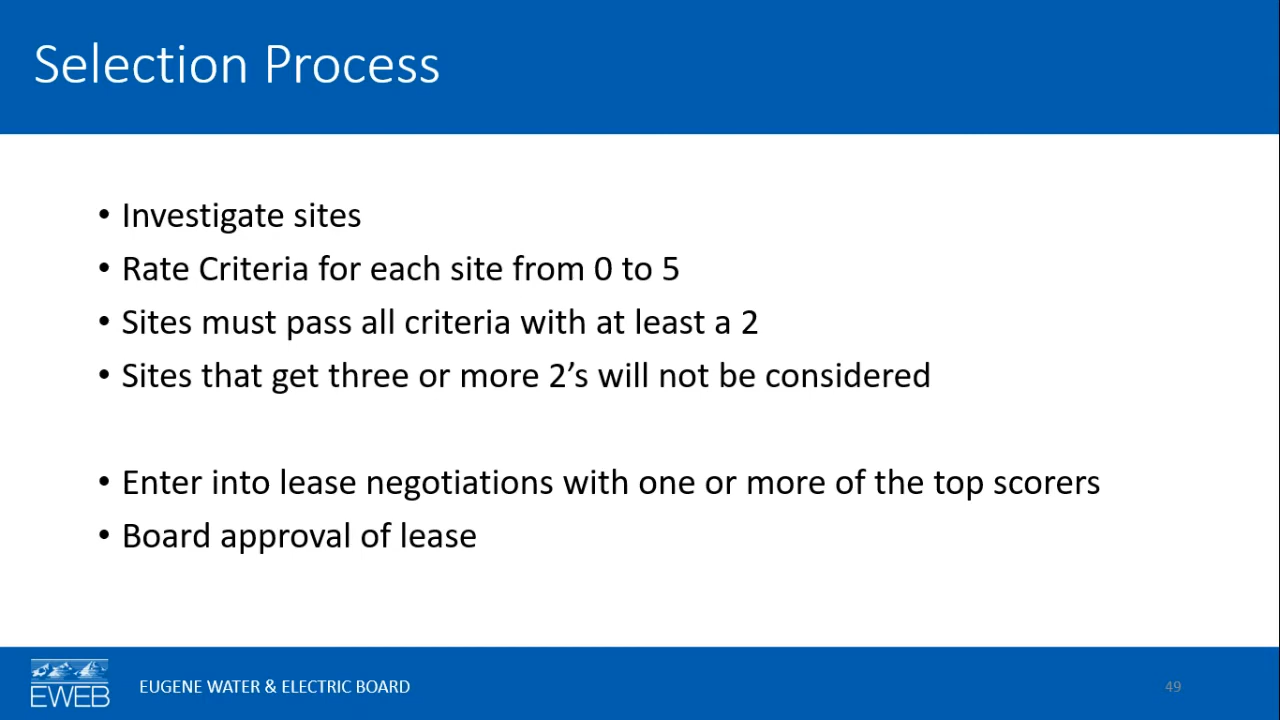 Selection Process
• Investigate sites
• Rate Criteria for each site from 0 to 5
• Sites must pass all criteria with at least a 2
• Sites that get three or more 2’s will not be considered
• Enter into lease negotiations with one or more of the top scorers
• Board approval of lease
EWEB
EUGENE WATER & ELECTRIC BOARD
49